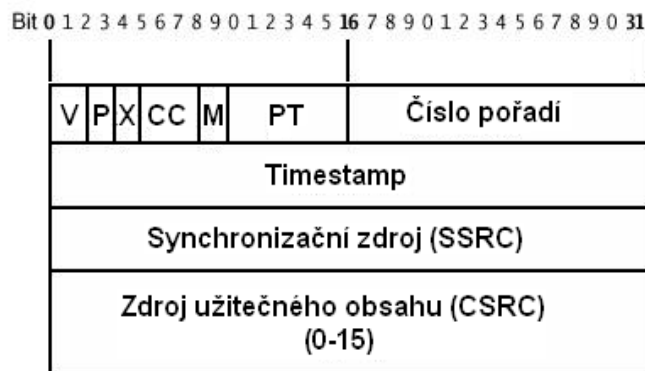 Bit 0 1 2 3 4 5 6 7 8 9 0 1 2 3 4 5 16 7 8 9 0 1 2 3 4 5 6 7 8 9 0 31
V P X CC M PT Číslo pořadí
Timestamp
Synchronizační zdroj (SSRC)
Zdroj užitečného obsahu (CSRC)
(0-15)